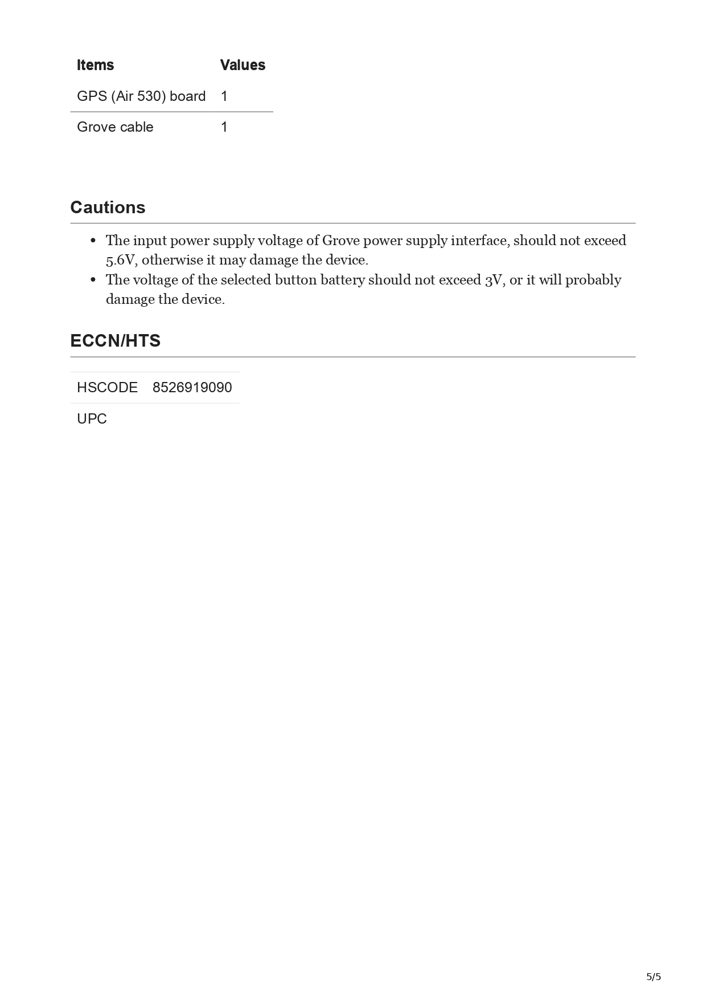 Items Values
GPS (Air 530) board 1
Grove cable 1
Cautions
• The input power supply voltage of Grove power supply interface, should not exceed
5.6V, otherwise it may damage the device.
• The voltage of the selected button battery should not exceed 3V, or it will probably
damage the device.
ECCN/HTS
HSCODE 8526919090
UPC
5/5